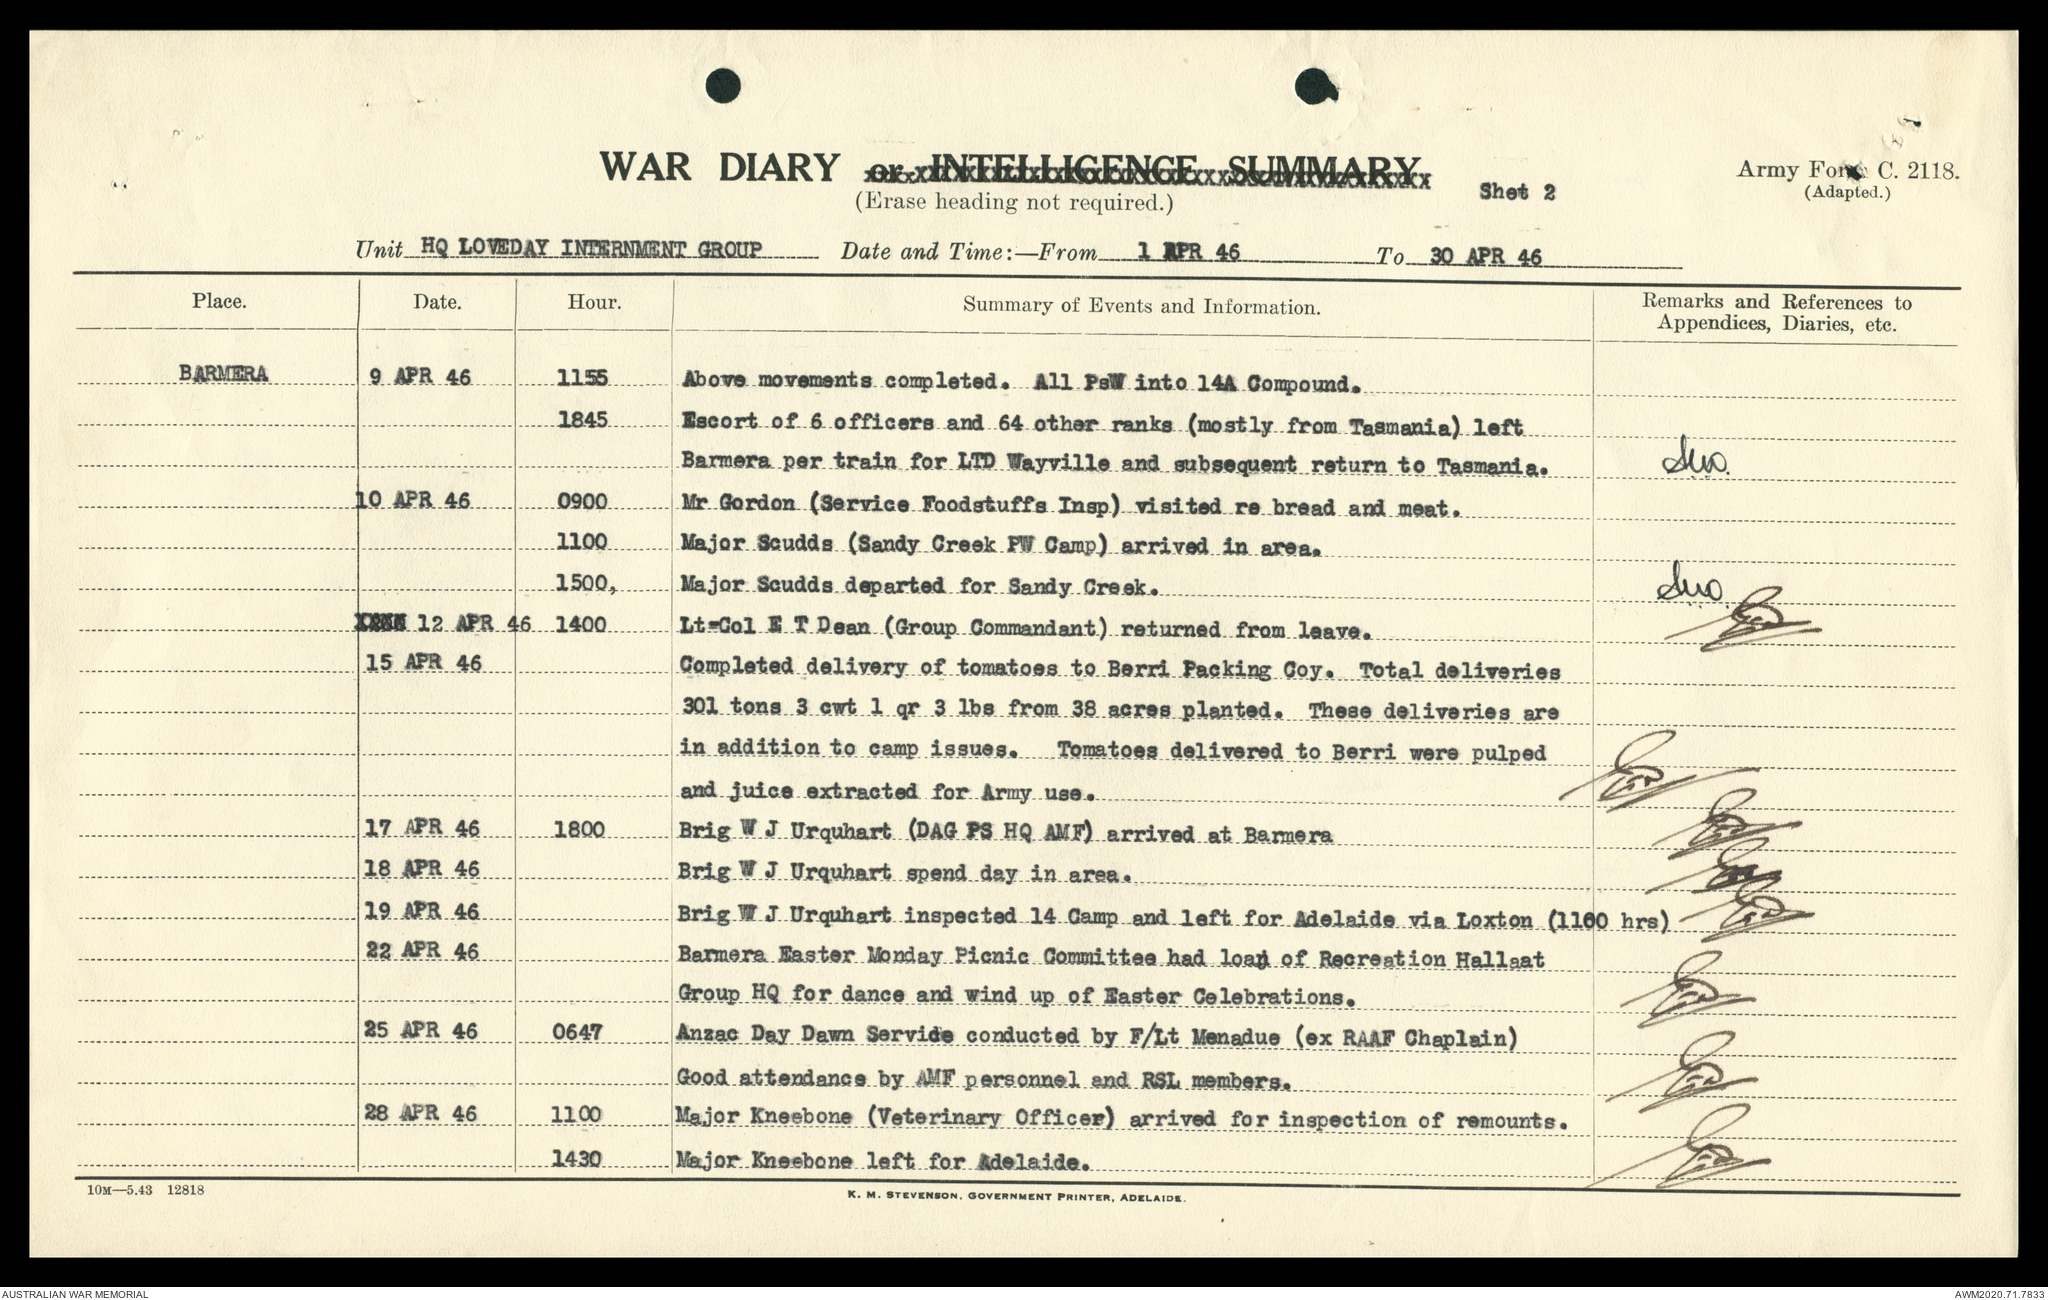 WAR DIARY or INTELLIGENCE SUMMARY
(Erase heading not required.)
Shet 2
Army Form C. 2118.
(Adapted.)
Unit HQ LOVEDAY INTERNMENT GROUP Date and Time:—From 1 APR 46 To 30 APR 46
Place. Date. Hour. Summary of Events and Information. Remarks and References to
Appendices, Diaries, etc.
BARMERA 9 APR 46 1155 Above movements completed. All PsW into 14A Compound.
1845 Escort of 6 officers and 64 other ranks (mostly from Tasmania) left
Barmera per train for LTD Wayville and subsequent return to Tasmania.
10 APR 46 0900 Mr Gordon (Service Foodstuffs Insp) visited re bread and meat.
1100 Major Scudds (Sandy Creek PW Camp) arrived in area.
1500, Major Scudds departed for Sandy Creek.
12 APR 46 1400 Lt-Col E T Dean (Group Commandant) returned from leave.
15 APR 46 Completed delivery of tomatoes to Berri Packing Coy. Total deliveries
301 tons 3 cwt 1 qr 3 lbs from 38 acres planted. These deliveries are
in addition to camp issues. Tomatoes delivered to Berri were pulped
and juice extracted for Army use.
17 APR 46 1800 Brig W J Urquhart (DAG PS HQ AMF) arrived at Barmera
18 APR 46 Brig W J Urquhart spend day in area.
19 APR 46 Brig W J Urquhart inspected 14 Camp and left for Adelaide via Loxton (1100 hrs)
22 APR 46 Barmera Easter Monday Picnic Committee had loan of Recreation Hallsat
Group HQ for dance and wind up of Easter Celebrations.
25 APR 46 0647 Anzac Day Dawn Service conducted by F/Lt Menadue (ex RAAF Chaplain)
Good attendance by AMF personnel and RSL members.
28 APR 46 1100 Major Kneebone (Veterinary Officer) arrived for inspection of remounts.
1430 Major Kneebone left for Adelaide.
10M—5.43 12818
K. M. STEVENSON, GOVERNMENT PRINTER, ADELAIDE.
AUSTRALIAN WAR MEMORIAL
AWM2020.71.7833